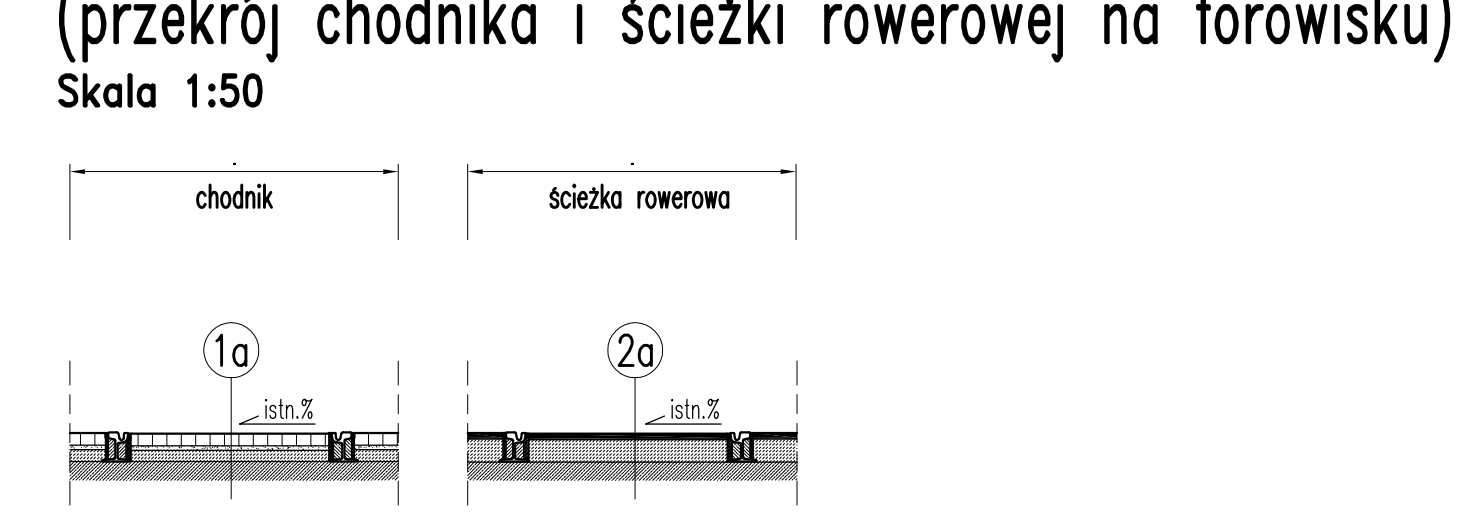 (przekrój chodnika i ścieżki rowerowej na torowisku)
Skala 1:50
chodnik ścieżka rowerowa
1a 2a
istn.% istn.%